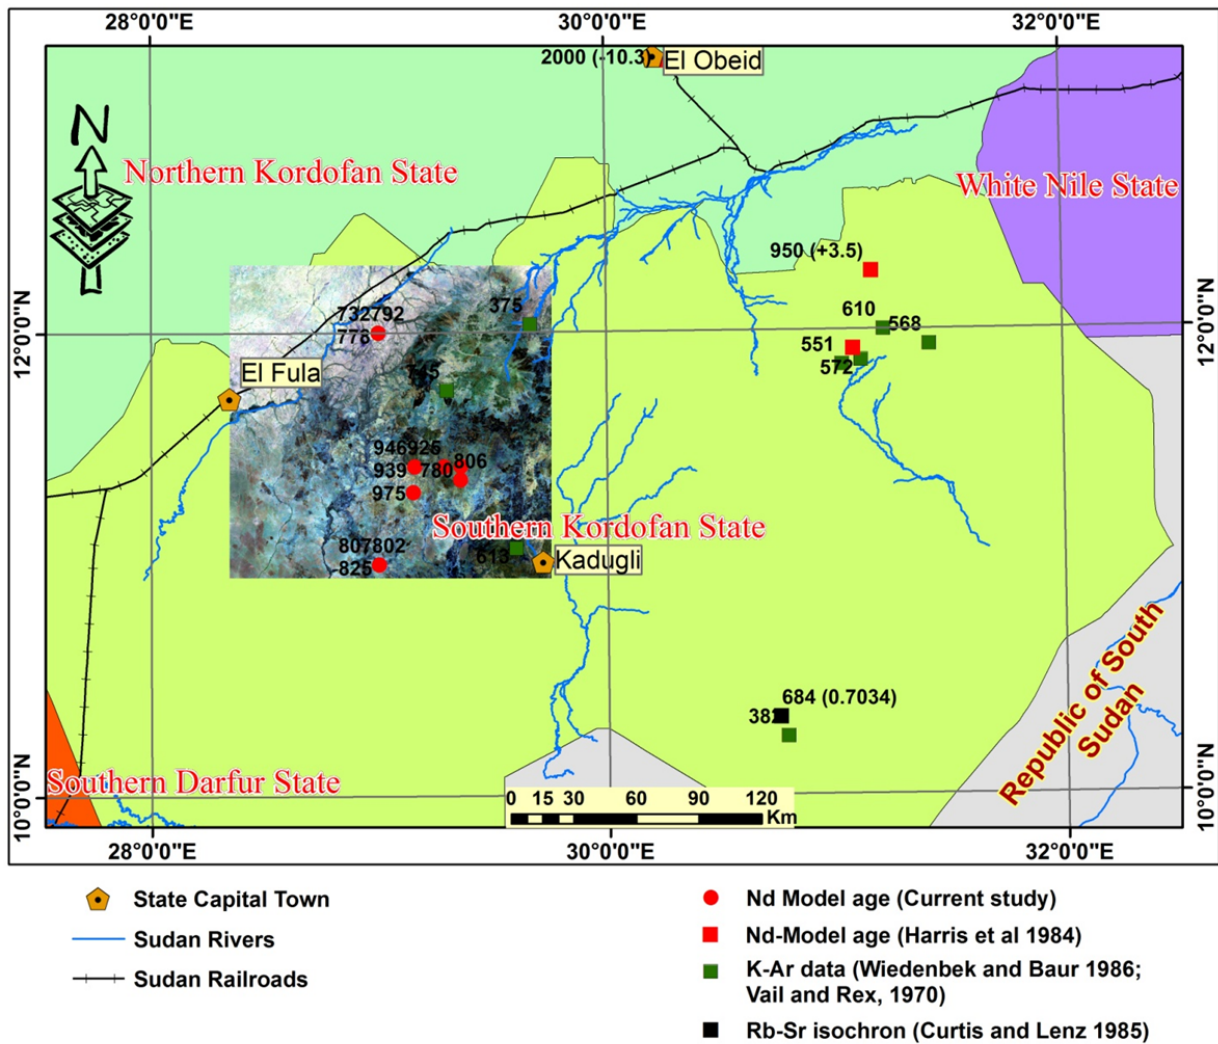 28°0'0"E 30°0'0"E 32°0'0"E
2000 (-10.3) El Obeid
N
Northern Kordofan State
White Nile State
950 (+3.5)
375
610
568
732792
778
12°0'0"N
12°0'0"N
551
572
El Fula
946925
939 780 806
975
Southern Kordofan State
807802
825
613
Kadugli
684 (0.7034)
382
Republic of South
Sudan
Southern Darfur State
10°0'0"N
10°0'0"N
0 15 30 60 90 120
Km
28°0'0"E 30°0'0"E 32°0'0"E
State Capital Town
Sudan Rivers
Sudan Railroads
Nd Model age (Current study)
Nd-Model age (Harris et al 1984)
K-Ar data (Wiedenbek and Baur 1986;
Vail and Rex, 1970)
Rb-Sr isochron (Curtis and Lenz 1985)